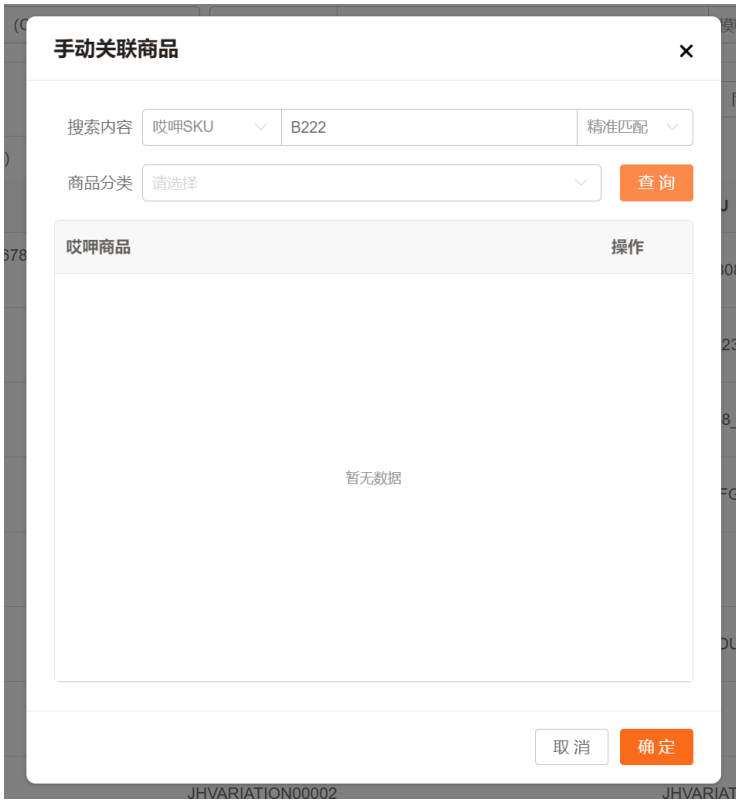 手动关联商品
搜索内容 哎呷SKU B222 精准匹配
商品分类 请选择 查询
哎呷商品 操作
暂无数据
取消 确定
JHVARIATION00002